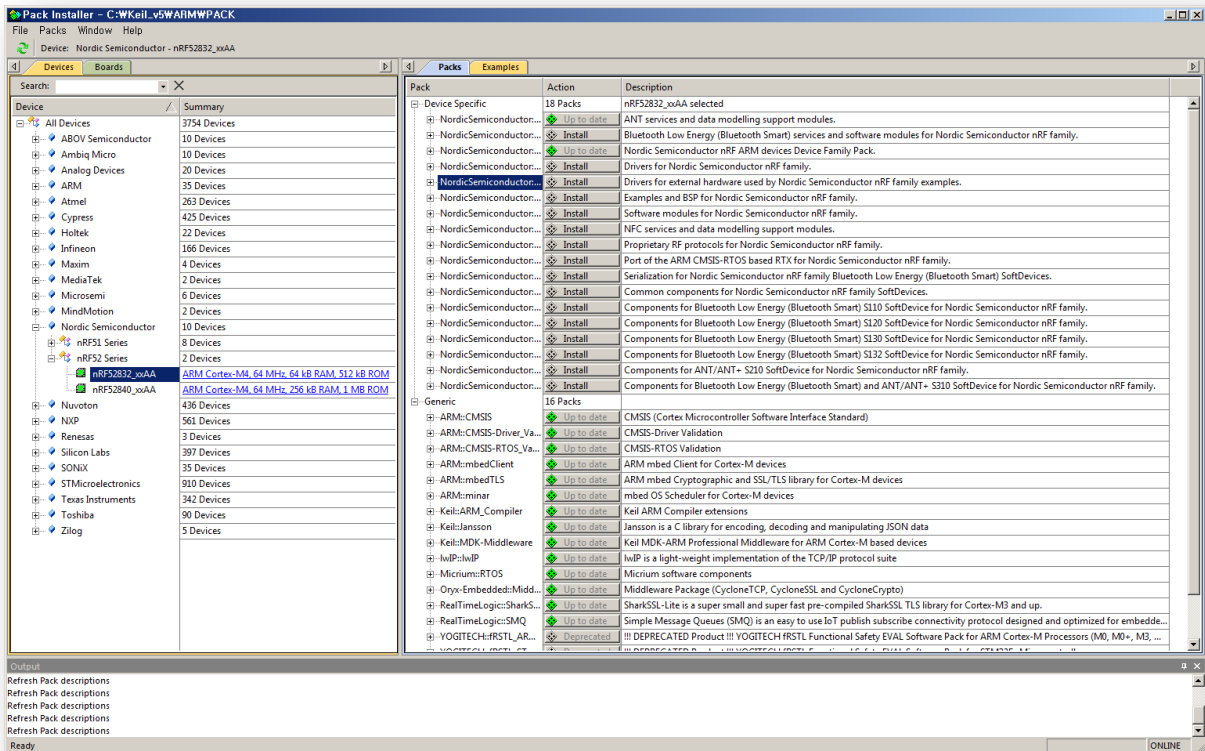 Pack Installer - C:₩Keil_v5₩ARM₩PACK
File Packs Window Help
Device: Nordic Semiconductor - nRF52832_xxAA
Devices Boards
Search:
Device Summary
All Devices 3754 Devices
ABOV Semiconductor 10 Devices
Ambiq Micro 10 Devices
Analog Devices 20 Devices
ARM 35 Devices
Atmel 263 Devices
Cypress 425 Devices
Holtek 22 Devices
Infineon 166 Devices
Maxim 4 Devices
MediaTek 2 Devices
Microsemi 6 Devices
MindMotion 2 Devices
Nordic Semiconductor 10 Devices
nRF51 Series 8 Devices
nRF52 Series 2 Devices
nRF52832_xxAA ARM Cortex-M4, 64 MHz, 64 kB RAM, 512 kB ROM
nRF52840_xxAA ARM Cortex-M4, 64 MHz, 256 kB RAM, 1 MB ROM
Nuvoton 436 Devices
NXP 561 Devices
Renesas 3 Devices
Silicon Labs 397 Devices
SONiX 35 Devices
STMicroelectronics 910 Devices
Texas Instruments 342 Devices
Toshiba 90 Devices
Zilog 5 Devices
Packs Examples
Pack Action Description
Device Specific 18 Packs nRF52832_xxAA selected
NordicSemiconductor:... Up to date ANT services and data modelling support modules.
NordicSemiconductor:... Install Bluetooth Low Energy (Bluetooth Smart) services and software modules for Nordic Semiconductor nRF family.
NordicSemiconductor:... Up to date Nordic Semiconductor nRF ARM devices Device Family Pack.
NordicSemiconductor:... Install Drivers for Nordic Semiconductor nRF family.
NordicSemiconductor:... Install Drivers for external hardware used by Nordic Semiconductor nRF family examples.
NordicSemiconductor:... Install Examples and BSP for Nordic Semiconductor nRF family.
NordicSemiconductor:... Install Software modules for Nordic Semiconductor nRF family.
NordicSemiconductor:... Install NFC services and data modelling support modules.
NordicSemiconductor:... Install Proprietary RF protocols for Nordic Semiconductor nRF family.
NordicSemiconductor:... Install Port of the ARM CMSIS-RTOS based RTX for Nordic Semiconductor nRF family.
NordicSemiconductor:... Install Serialization for Nordic Semiconductor nRF family Bluetooth Low Energy (Bluetooth Smart) SoftDevices.
NordicSemiconductor:... Install Common components for Nordic Semiconductor nRF family SoftDevices.
NordicSemiconductor:... Install Components for Bluetooth Low Energy (Bluetooth Smart) S110 SoftDevice for Nordic Semiconductor nRF family.
NordicSemiconductor:... Install Components for Bluetooth Low Energy (Bluetooth Smart) S120 SoftDevice for Nordic Semiconductor nRF family.
NordicSemiconductor:... Install Components for Bluetooth Low Energy (Bluetooth Smart) S130 SoftDevice for Nordic Semiconductor nRF family.
NordicSemiconductor:... Install Components for Bluetooth Low Energy (Bluetooth Smart) S132 SoftDevice for Nordic Semiconductor nRF family.
NordicSemiconductor:... Install Components for ANT/ANT+ S210 SoftDevice for Nordic Semiconductor nRF family.
NordicSemiconductor:... Install Components for Bluetooth Low Energy (Bluetooth Smart) and ANT/ANT+ S310 SoftDevice for Nordic Semiconductor nRF family.
Generic 16 Packs
ARM::CMSIS Up to date CMSIS (Cortex Microcontroller Software Interface Standard)
ARM::CMSIS-Driver_Va... Up to date CMSIS-Driver Validation
ARM::CMSIS-RTOS_Va... Up to date CMSIS-RTOS Validation
ARM::mbedClient Up to date ARM mbed Client for Cortex-M devices
ARM::mbedTLS Up to date ARM mbed Cryptographic and SSL/TLS library for Cortex-M devices
ARM::minar Up to date mbed OS Scheduler for Cortex-M devices
Keil::ARM_Compiler Up to date Keil ARM Compiler extensions
Keil::Jansson Up to date Jansson is a C library for encoding, decoding and manipulating JSON data
Keil::MDK-Middleware Up to date Keil MDK-ARM Professional Middleware for ARM Cortex-M based devices
lwIP::lwIP Up to date lwIP is a light-weight implementation of the TCP/IP protocol suite
Micrium::RTOS Up to date Micrium software components
Oryx-Embedded::Midd... Up to date Middleware Package (CycloneTCP, CycloneSSL and CycloneCrypto)
RealTimeLogic::SharkS... Up to date SharkSSL-Lite is a super small and super fast pre-compiled SharkSSL TLS library for Cortex-M3 and up.
RealTimeLogic::SMQ Up to date Simple Message Queues (SMQ) is an easy to use IoT publish subscribe connectivity protocol designed and optimized for embedde...
YOGITECH::fRSTL_AR... Deprecated !!! DEPRECATED Product !!! YOGITECH fRSTL Functional Safety EVAL Software Pack for ARM Cortex-M Processors (M0, M0+, M3, ...
Output
Refresh Pack descriptions
Refresh Pack descriptions
Refresh Pack descriptions
Refresh Pack descriptions
Refresh Pack descriptions
Ready ONLINE